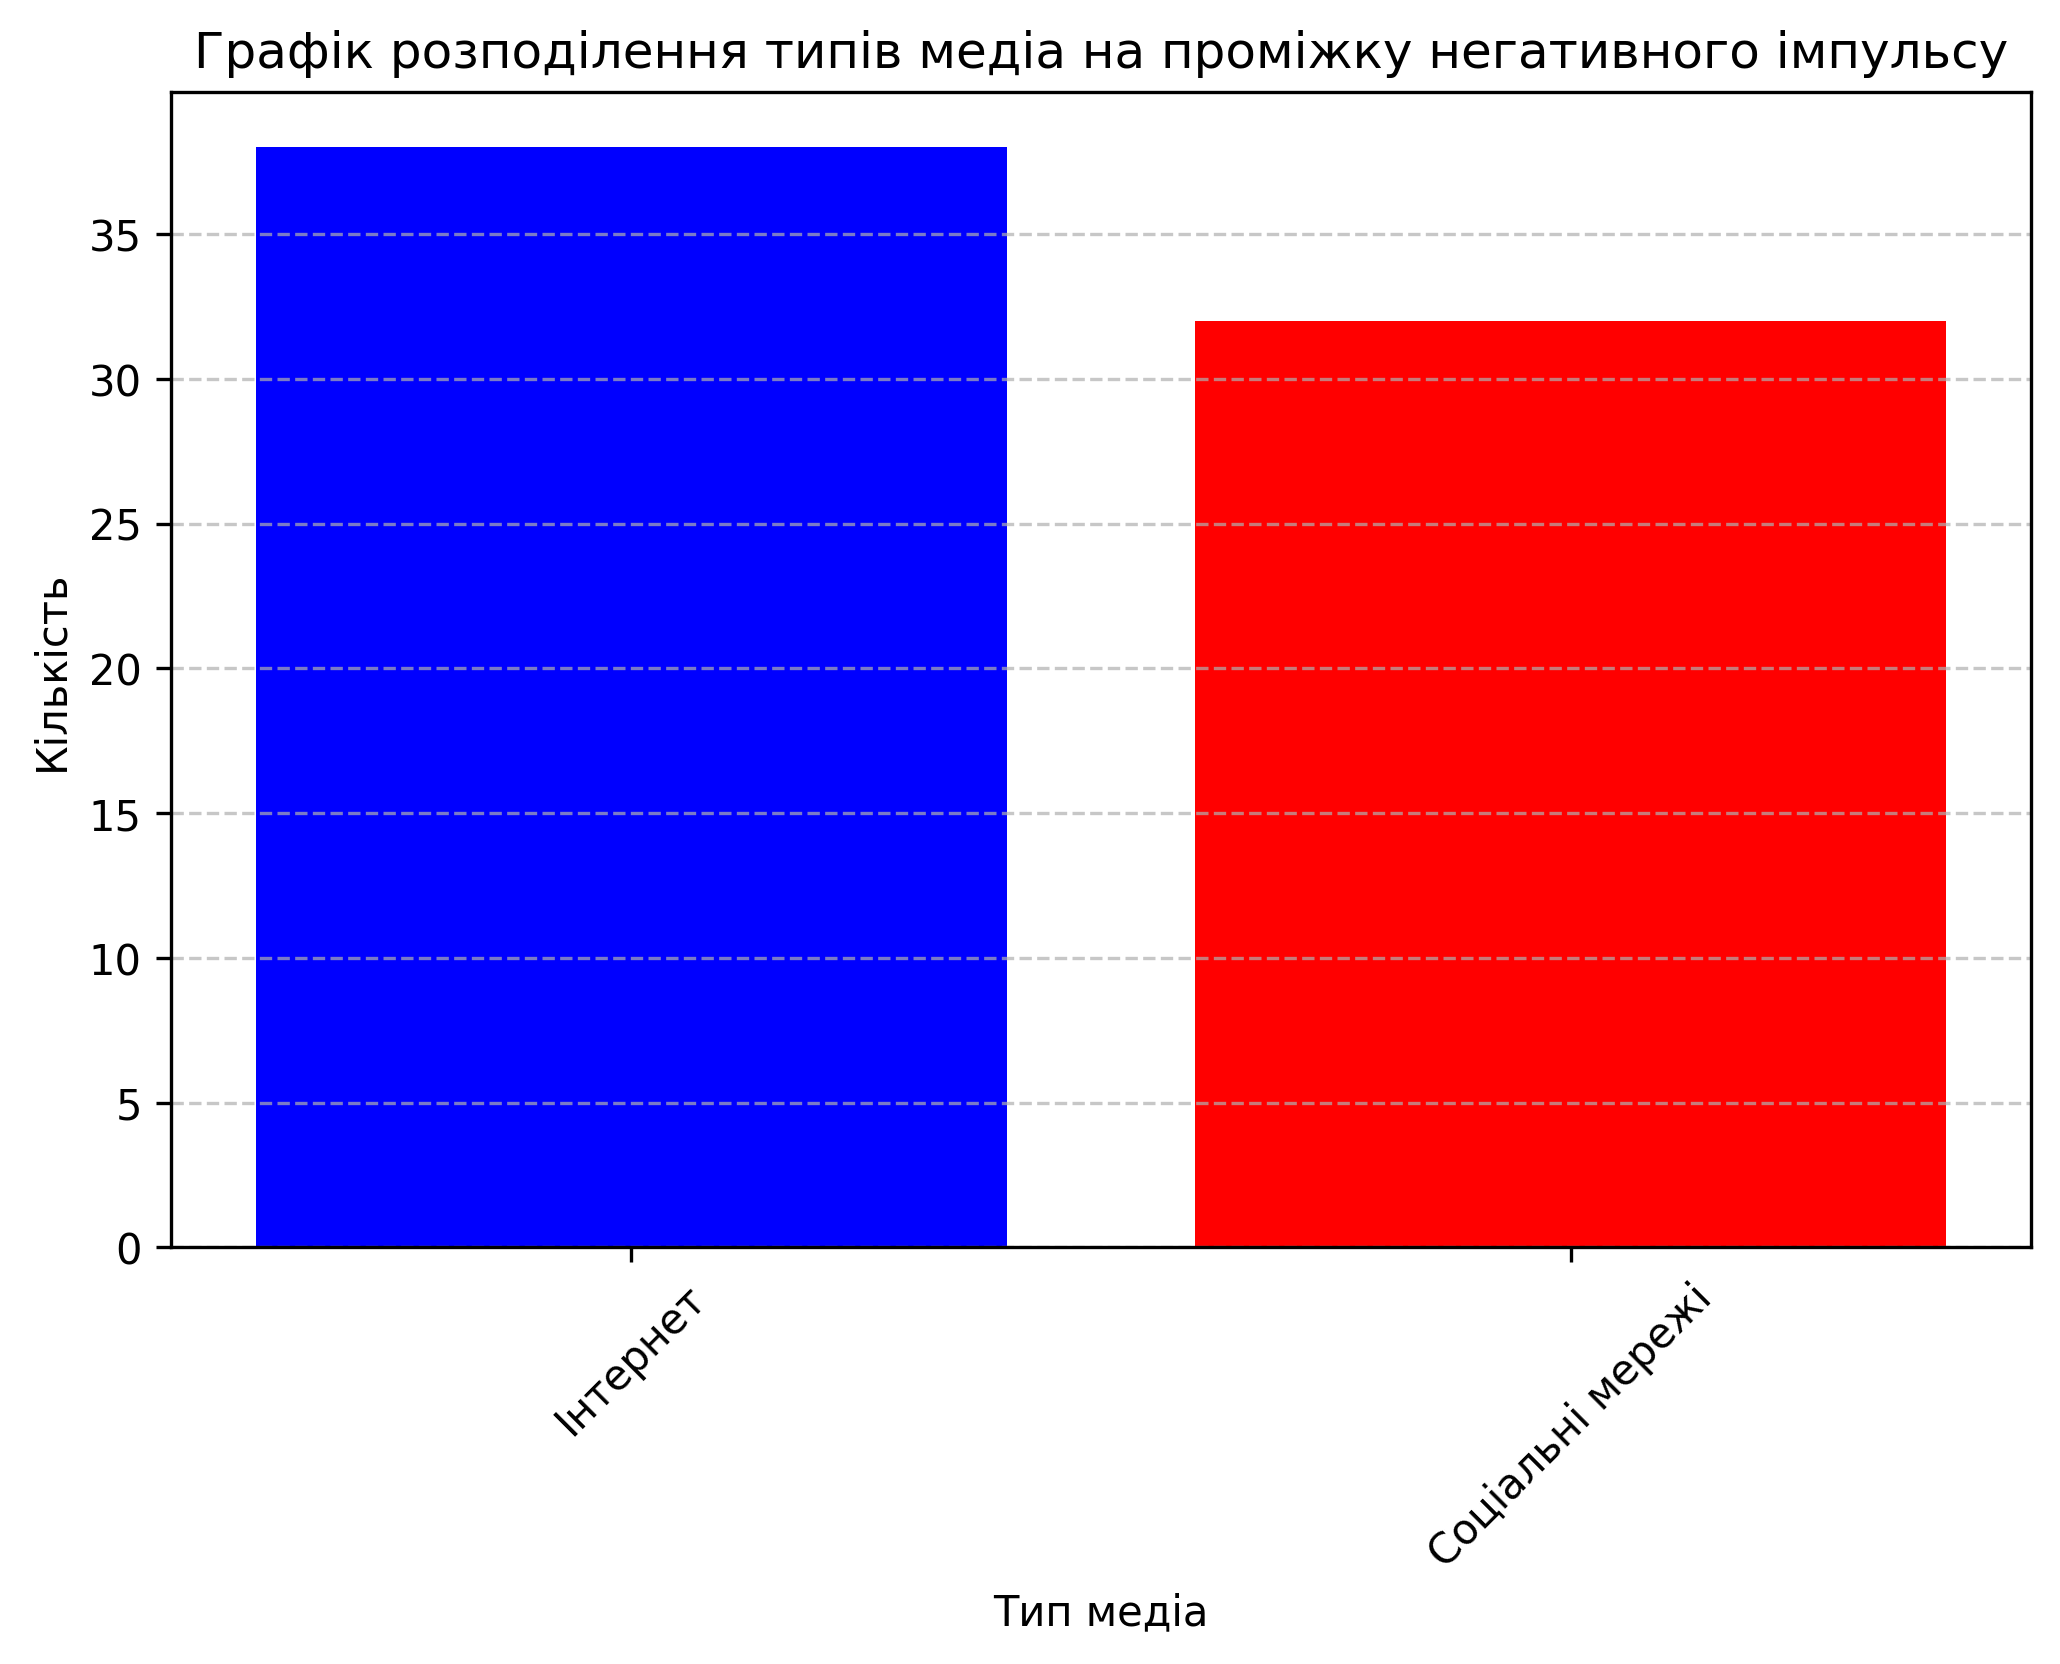 Графік розподілення типів медіа на проміжку негативного імпульсу
Кількість
35
30
25
20
15
10
5
0
Інтернет
Соціальні мережі
Тип медіа